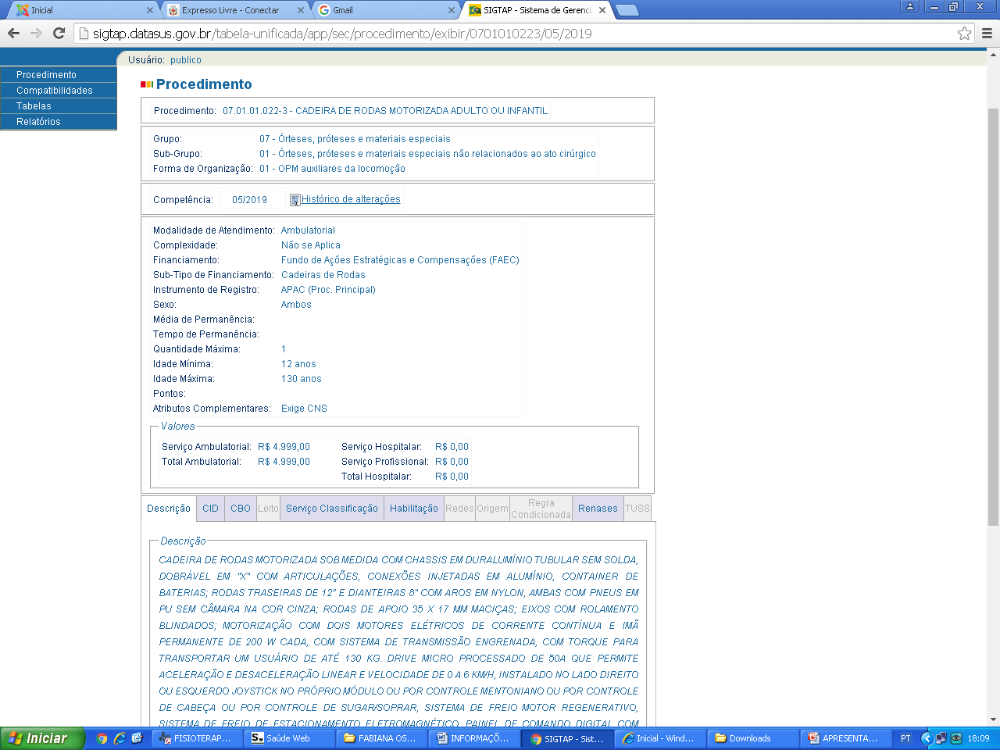 Inicial
Expresso Livre - Conectar
Gmail
SIGTAP - Sistema de Gerenci
sigtap.datasus.gov.br/tabela-unificada/app/sec/procedimento/exibir/0701010223/05/2019
Usuário: publico
Procedimento
Compatibilidades
Tabelas
Relatórios
Procedimento
Procedimento: 07.01.01.022-3 - CADEIRA DE RODAS MOTORIZADA ADULTO OU INFANTIL
Grupo: 07 - Órteses, próteses e materiais especiais
Sub-Grupo: 01 - Órteses, próteses e materiais especiais não relacionados ao ato cirúrgico
Forma de Organização: 01 - OPM auxiliares da locomoção
Competência: 05/2019 Histórico de alterações
Modalidade de Atendimento: Ambulatorial
Complexidade: Não se Aplica
Financiamento: Fundo de Ações Estratégicas e Compensações (FAEC)
Sub-Tipo de Financiamento: Cadeiras de Rodas
Instrumento de Registro: APAC (Proc. Principal)
Sexo: Ambos
Média de Permanência:
Tempo de Permanência:
Quantidade Máxima: 1
Idade Mínima: 12 anos
Idade Máxima: 130 anos
Pontos:
Atributos Complementares: Exige CNS
Valores
Serviço Ambulatorial: R$ 4.999,00 Serviço Hospitalar: R$ 0,00
Total Ambulatorial: R$ 4.999,00 Serviço Profissional: R$ 0,00
Total Hospitalar: R$ 0,00
Descrição CID CBO Leito Serviço Classificação Habilitação Redes Origem Regra Condicionada Renases TUSS
Descrição
CADEIRA DE RODAS MOTORIZADA SOB MEDIDA COM CHASSIS EM DURALUMÍNIO TUBULAR SEM SOLDA,
DOBRÁVEL EM "X" COM ARTICULAÇÕES, CONEXÕES INJETADAS EM ALUMÍNIO, CONTAINER DE
BATERIAS; RODAS TRASEIRAS DE 12" E DIANTEIRAS 8" COM AROS EM NYLON, AMBAS COM PNEUS EM
PU SEM CÂMARA NA COR CINZA; RODAS DE APOIO 35 X 17 MM MACIÇAS; EIXOS COM ROLAMENTO
BLINDADOS; MOTORIZAÇÃO COM DOIS MOTORES ELÉTRICOS DE CORRENTE CONTÍNUA E IMÃ
PERMANENTE DE 200 W CADA, COM SISTEMA DE TRANSMISSÃO ENGRENADA, COM TORQUE PARA
TRANSPORTAR UM USUÁRIO DE ATÉ 130 KG. DRIVE MICRO PROCESSADO DE 50A QUE PERMITE
ACELERAÇÃO E DESACELERAÇÃO LINEAR E VELOCIDADE DE 0 A 6 KM/H, INSTALADO NO LADO DIREITO
OU ESQUERDO JOYSTICK NO PRÓPRIO MÓDULO OU POR CONTROLE MENTONIANO OU POR CONTROLE
DE CABEÇA OU POR CONTROLE DE SUGAR/SOPRAR, SISTEMA DE FREIO MOTOR REGENERATIVO,
SISTEMA DE FREIO DE ESTACIONAMENTO ELETROMAGNÉTICO, PAINEL DE COMANDO DIGITAL COM
Iniciar
FISIOTERAP...
Saúde Web
FABIANA OS...
INFORMAÇÕ...
SIGTAP - Sist...
Inicial - Wind...
Downloads
APRESENTA...
PT
18:09